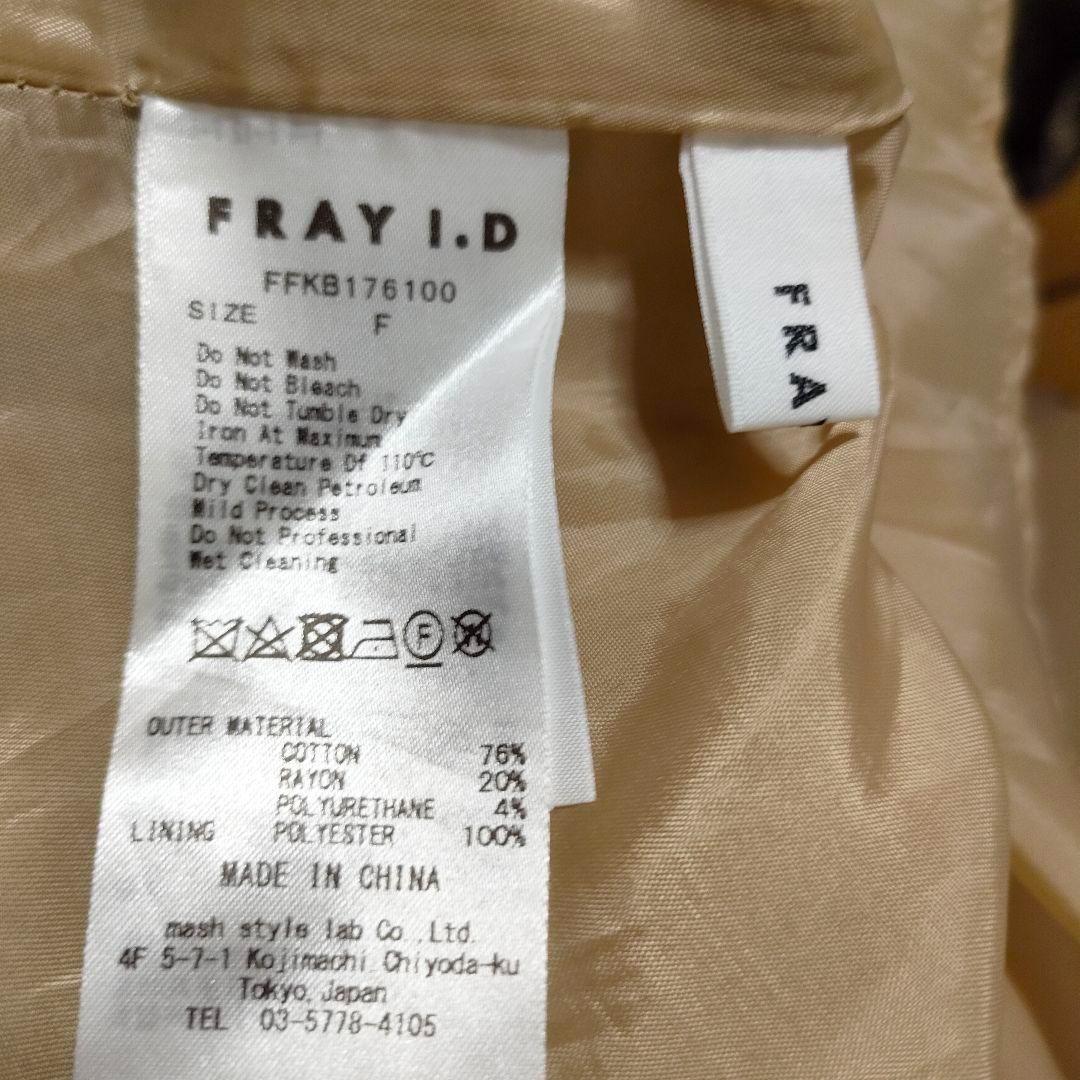 FRAY I.D
FFKB176100
SIZE F
Do Not Wash
Do Not Bleach
Do Not Tumble Dry
Iron At Maximum
Temperature Of 110℃
Dry Clean Petroleum
Mild Process
Do Not Professional
Wet Cleaning
F
OUTER MATERIAL
COTTON 76%
RAYON 20%
POLYURETHANE 4%
LINING POLYESTER 100%
MADE IN CHINA
mash style lab Co.,Ltd.
4F 5-7-1 Kojimachi Chiyoda-ku
Tokyo,Japan
TEL 03-5778-4105
FRA